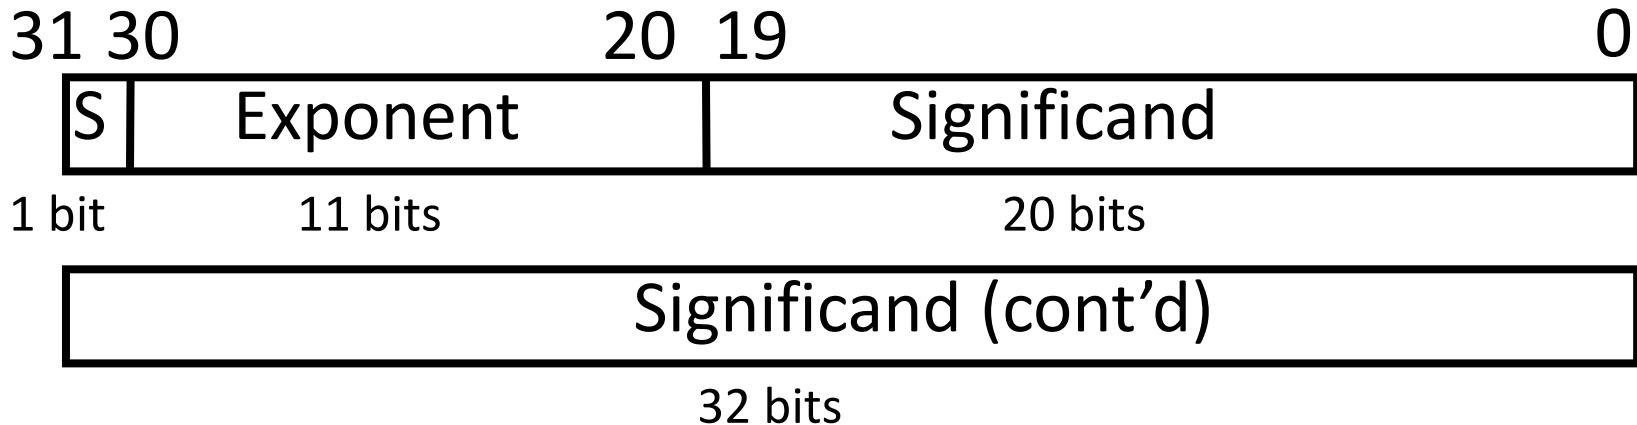 31 30 20 19 0
S Exponent Significand
1 bit 11 bits 20 bits
Significand (cont’d)
32 bits